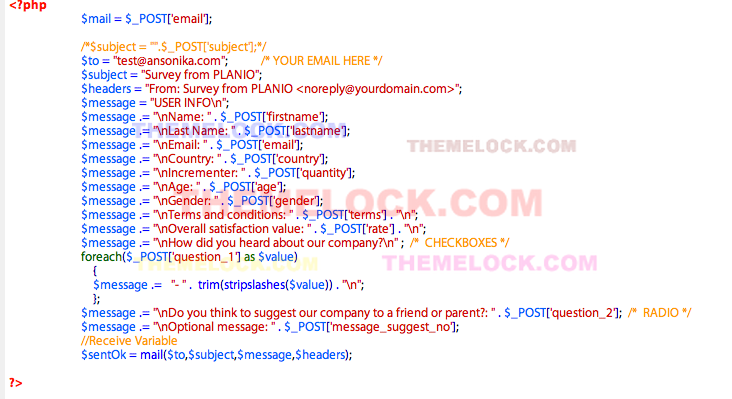 <?php
$mail = $_POST['email'];
/*$subject = "".$_POST['subject'];*/
$to = "test@ansonika.com"; /* YOUR EMAIL HERE */
$subject = "Survey from PLANIO";
$headers = "From: Survey from PLANIO <noreply@yourdomain.com>";
$message = "USER INFO\n";
$message .= "\nName: " . $_POST['firstname'];
$message .= "\nLast Name: " . $_POST['lastname'];
$message .= "\nEmail: " . $_POST['email'];
$message .= "\nCountry: " . $_POST['country'];
$message .= "\nIncrementer: " . $_POST['quantity'];
$message .= "\nAge: " . $_POST['age'];
$message .= "\nGender: " . $_POST['gender'];
$message .= "\nTerms and conditions: " . $_POST['terms'] . "\n";
$message .= "\nOverall satisfaction value: " . $_POST['rate'] . "\n";
$message .= "\nHow did you heard about our company?\n" ; /* CHECKBOXES */
foreach($_POST['question_1'] as $value)
{
$message .= "- " . trim(stripslashes($value)) . "\n";
};
$message .= "\nDo you think to suggest our company to a friend or parent?: " . $_POST['question_2']; /* RADIO */
$message .= "\nOptional message: " . $_POST['message_suggest_no'];
//Receive Variable
$sentOk = mail($to,$subject,$message,$headers);
?>
THEMELOCK.COM
THEMELOCK.COM
THEMELOCK.COM
THEMELOCK.COM
THEMELOCK.COM